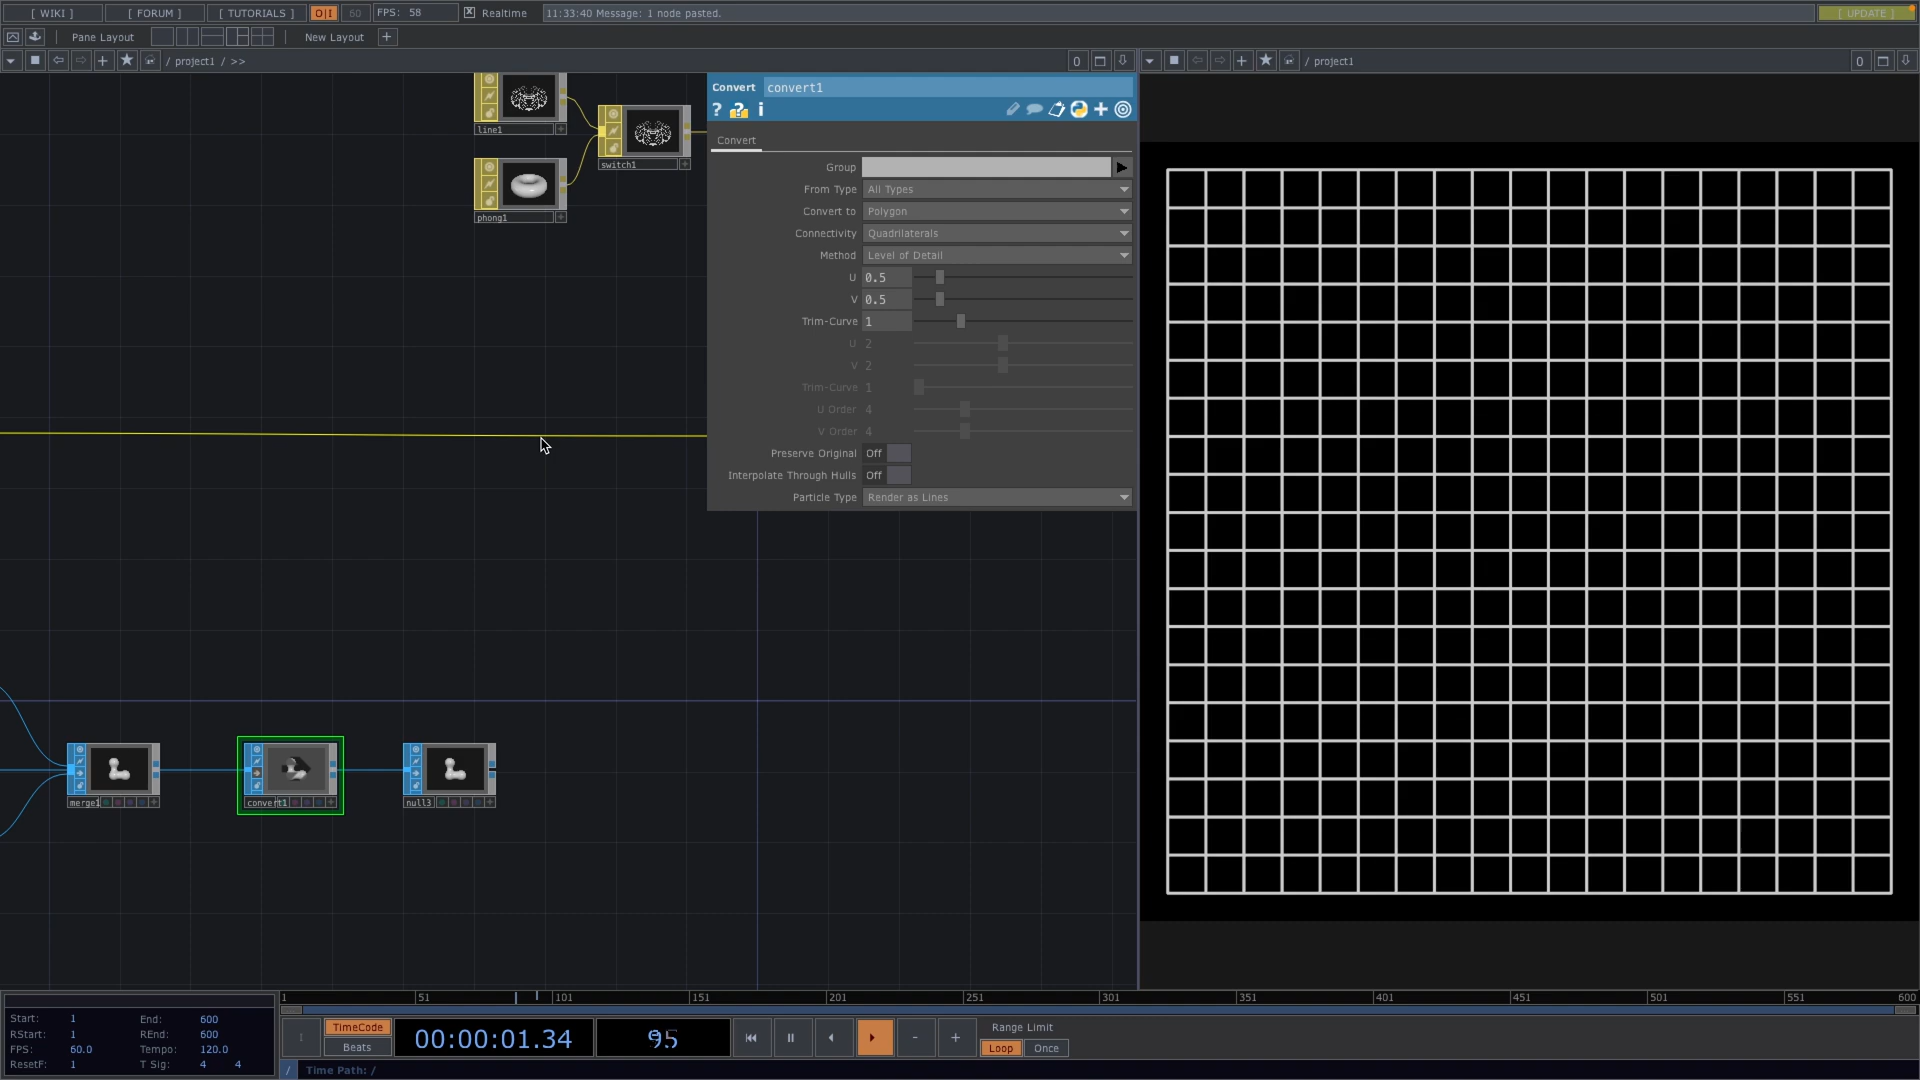 [ WIKI ] [ FORUM ] [ TUTORIALS ] O|I 60 FPS: 58 Realtime 11:33:40 Message: 1 node pasted. [ UPDATE ]
Pane Layout New Layout +
/ project1 / >> 0 / project1 0
line1
switch1
phong1
Convert convert1
? ? i
Convert
Group
From Type All Types
Convert to Polygon
Connectivity Quadrilaterals
Method Level of Detail
U 0.5
V 0.5
Trim-Curve 1
U 2
V 2
Trim-Curve 1
U Order 4
V Order 4
Preserve Original Off
Interpolate Through Hulls Off
Particle Type Render as Lines
merge1 convert1 null3
1 51 101 151 201 251 301 351 401 451 501 551 600
Start: 1 End: 600
RStart: 1 REnd: 600
FPS: 60.0 Tempo: 120.0
ResetF: 1 T Sig: 4 4
1 TimeCode Beats 00:00:01.34 95 - + Range Limit
Loop Once
/ Time Path: /